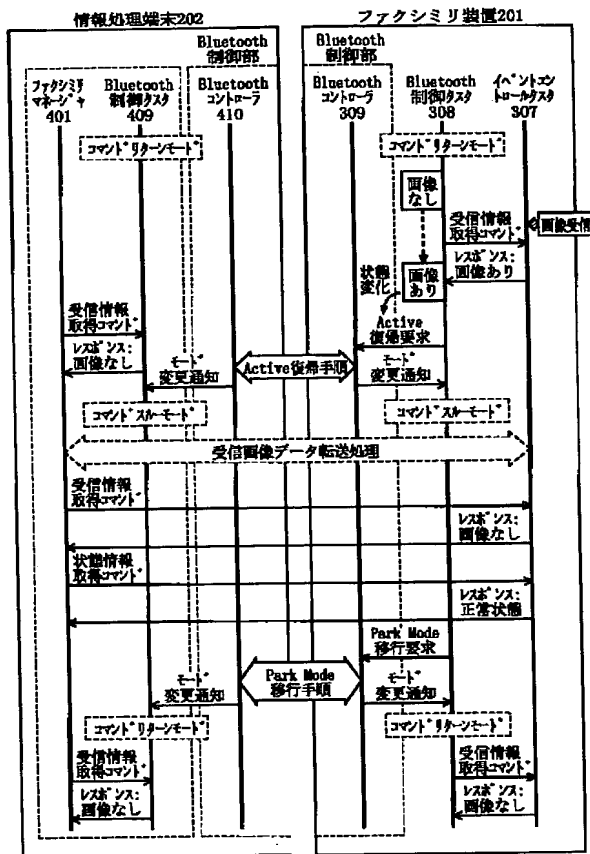 情報処理端末202
ファクシミリ装置201
Bluetooth
制御部
Bluetooth
制御部
ファクシミリ
マネージャ
401
Bluetooth
制御タスク
409
Bluetooth
コントローラ
410
Bluetooth
コントローラ
309
Bluetooth
制御タスク
308
イベントコン
トロールタスク
307
コマンドリターンモード
コマンドリターンモード
画像
なし
画像受信
受信情報
取得コマンド
レスポンス:
画像あり
状態
変化
画像
あり
受信情報
取得コマンド
Active
復帰要求
レスポンス:
画像なし
モード
変更通知
Active復帰手順
モード
変更通知
コマンドスルーモード
コマンドスルーモード
受信画像データ転送処理
受信情報
取得コマンド
レスポンス:
画像なし
状態情報
取得コマンド
レスポンス:
正常状態
Park Mode
移行要求
モード
変更通知
Park Mode
移行手順
モード
変更通知
コマンドリターンモード
コマンドリターンモード
受信情報
取得コマンド
受信情報
取得コマンド
レスポンス:
画像なし
レスポンス:
画像なし